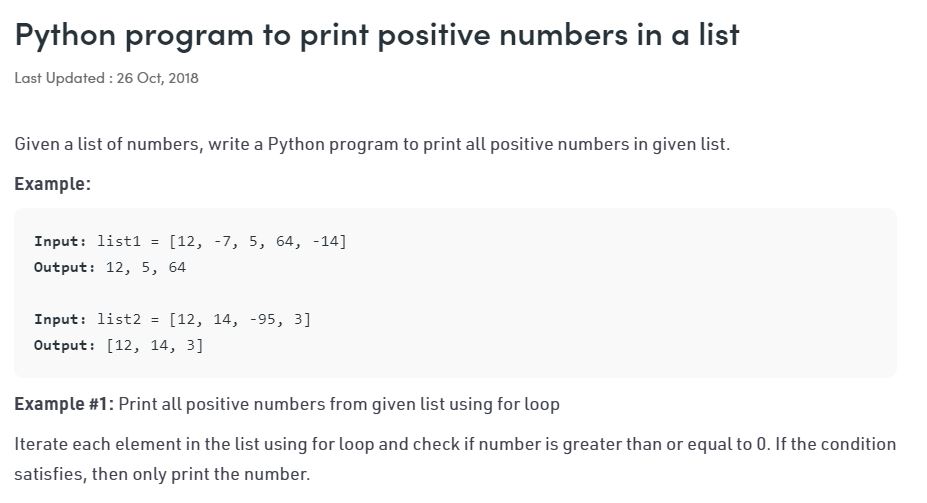 Python program to print positive numbers in a list
Last Updated : 26 Oct, 2018
Given a list of numbers, write a Python program to print all positive numbers in given list.
Example:
Input: list1 = [12, -7, 5, 64, -14]
Output: 12, 5, 64
Input: list2 = [12, 14, -95, 3]
Output: [12, 14, 3]
Example #1: Print all positive numbers from given list using for loop
Iterate each element in the list using for loop and check if number is greater than or equal to 0. If the condition
satisfies, then only print the number.